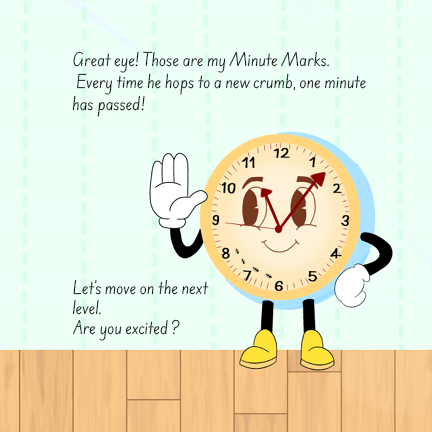 Great eye! Those are my Minute Marks.
Every time he hops to a new crumb, one minute
has passed!
12
11
1
10
2
9
3
8
4
7
5
6
Let's move on the next
level.
Are you excited ?